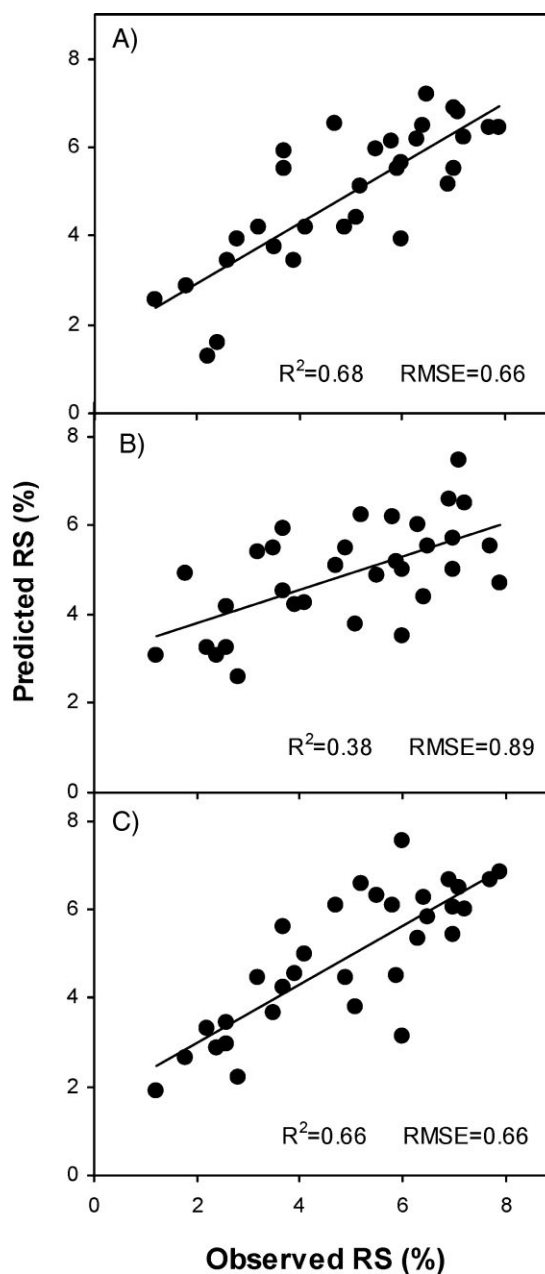 A)
8
6
4
2
0
R²=0.68 RMSE=0.66
B)
8
6
4
2
0
R²=0.38 RMSE=0.89
C)
8
6
4
2
0
R²=0.66 RMSE=0.66
0 2 4 6 8
Predicted RS (%)
Observed RS (%)